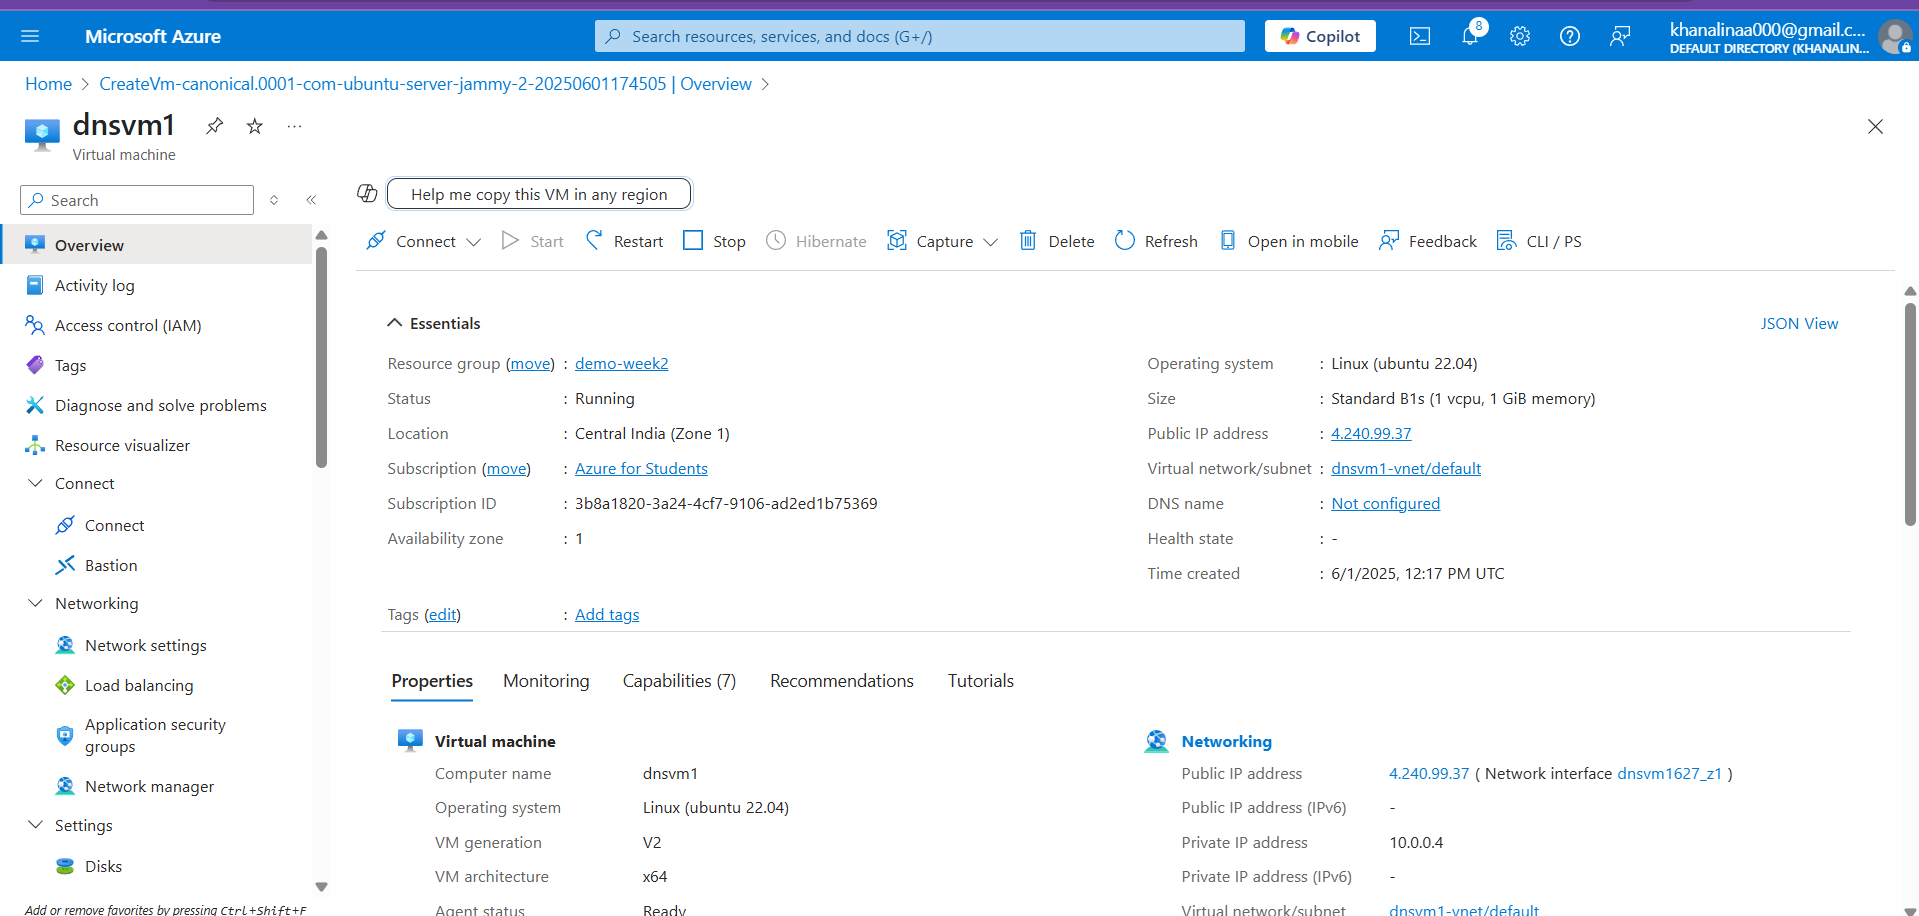 Microsoft Azure
Search resources, services, and docs (G+/)
Copilot
8
khanalinaa000@gmail.c...
DEFAULT DIRECTORY (KHANALIN...
Home > CreateVm-canonical.0001-com-ubuntu-server-jammy-2-20250601174505 | Overview >
dnsvm1
...
Virtual machine
Search
Help me copy this VM in any region
Connect
Start
Restart
Stop
Hibernate
Capture
Delete
Refresh
Open in mobile
Feedback
CLI / PS
Overview
Activity log
Access control (IAM)
Tags
Diagnose and solve problems
Resource visualizer
Connect
Connect
Bastion
Networking
Network settings
Load balancing
Application security
groups
Network manager
Settings
Disks
Add or remove favorites by pressing Ctrl+Shift+F
Essentials
JSON View
Resource group (move) : demo-week2
Status : Running
Location : Central India (Zone 1)
Subscription (move) : Azure for Students
Subscription ID : 3b8a1820-3a24-4cf7-9106-ad2ed1b75369
Availability zone : 1
Operating system : Linux (ubuntu 22.04)
Size : Standard B1s (1 vcpu, 1 GiB memory)
Public IP address : 4.240.99.37
Virtual network/subnet : dnsvm1-vnet/default
DNS name : Not configured
Health state : -
Time created : 6/1/2025, 12:17 PM UTC
Tags (edit) : Add tags
Properties
Monitoring
Capabilities (7)
Recommendations
Tutorials
Virtual machine
Computer name dnsvm1
Operating system Linux (ubuntu 22.04)
VM generation V2
VM architecture x64
Agent status Ready
Networking
Public IP address 4.240.99.37 ( Network interface dnsvm1627_z1 )
Public IP address (IPv6) -
Private IP address 10.0.0.4
Private IP address (IPv6) -
Virtual network/subnet dnsvm1-vnet/default